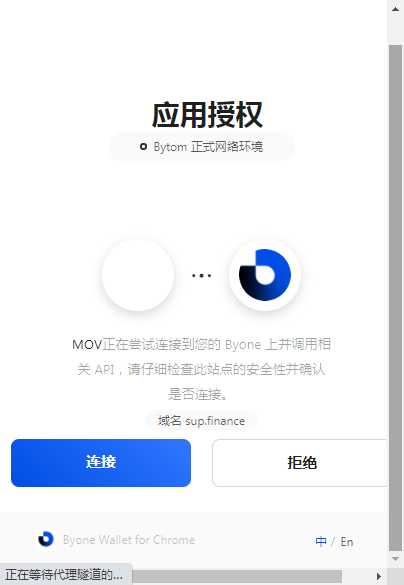 应用授权
Bytom 正式网络环境
MOV正在尝试连接到您的 Byone 上并调用相
关 API，请仔细检查此站点的安全性并确认
是否连接。
域名 sup.finance
连接
拒绝
Byone Wallet for Chrome
中 / En
正在等待代理隧道的...